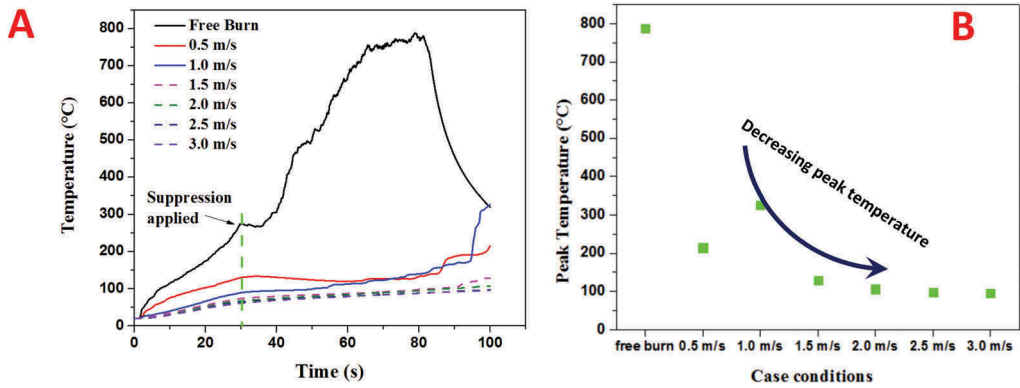 A
Temperature (°C)
800
700
600
500
400
300
200
100
0
Free Burn
0.5 m/s
1.0 m/s
1.5 m/s
2.0 m/s
2.5 m/s
3.0 m/s
Suppression
applied
0
20
40
60
80
100
Time (s)
B
Peak Temperature (°C)
800
700
600
500
400
300
200
100
0
Decreasing peak temperature
free burn
0.5 m/s
1.0 m/s
1.5 m/s
2.0 m/s
2.5 m/s
3.0 m/s
Case conditions